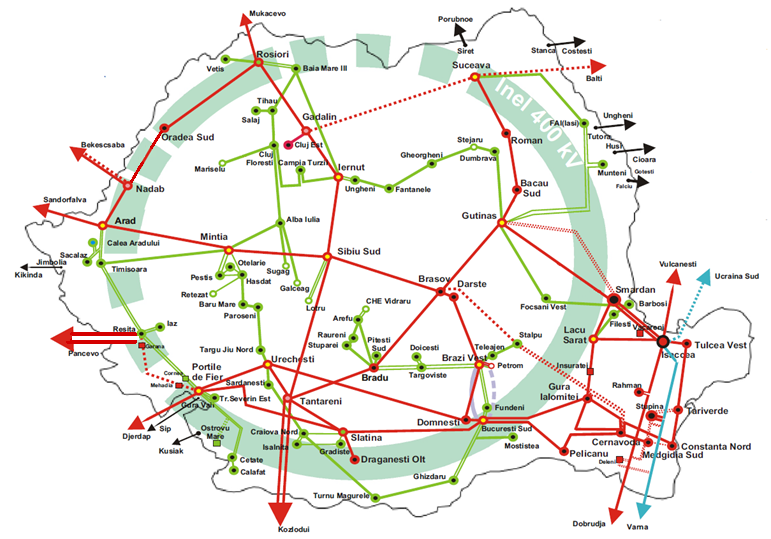 Mukacevo
Porubnoe
Siret
Stanca
Costesti
Rosiori
Vetis
Baia Mare III
Suceava
Balti
Inel 400 kV
Tihau
Salaj
Gadalin
Oradea Sud
Cluj Est
Cluj
Floresti
Campia Turzii
Mariselu
Iernut
Ungheni
Fantanele
Gheorgheni
Stejaru
Dumbrava
Roman
FAI(Iasi)
Ungheni
Tutora
Husi
Cioara
Munteni
Gotesti
Falciu
Bacau
Sud
Bekescsaba
Nadab
Sandorfalva
Arad
Calea Aradului
Sacalaz
Jimbolia
Kikinda
Timisoara
Mintia
Alba Iulia
Gutinas
Otelarie
Pestis
Hasdat
Retezat
Baru Mare
Paroseni
Sugag
Galceag
Sibiu Sud
Lotru
Brasov
Darste
Vulcanesti
Ucraina Sud
Smardan
Barbosi
Focsani Vest
Filesti
Vacareni
Lacu
Sarat
Isaccea
Tulcea Vest
Resita
Iaz
Pancevo
CHE Vidraru
Arefu
Raureni
Stuparei
Pitesti
Sud
Doicesti
Targoviste
Bradu
Teleajen
Stalpu
Brazi Vest
Petrom
Insuratei
Targu Jiu Nord
Urechesti
Sardanesti
Cornea
Mehadia
Portile
de Fier
Gura Vaii
Tr.Severin Est
Djerdap
Sip
Kusiak
Ostrovu
Mare
Cetate
Calafat
Tantareni
Craiova Nord
Isalnita
Gradiste
Slatina
Draganesti Olt
Turnu Magurele
Ghizdaru
Kozlodui
Domnesti
Fundeni
Bucuresti Sud
Mostistea
Gura
Ialomitei
Pelicanu
Cernavoda
Rahman
Stupina
Tariverde
Constanta Nord
Medgidia Sud
Dobrudja
Varna